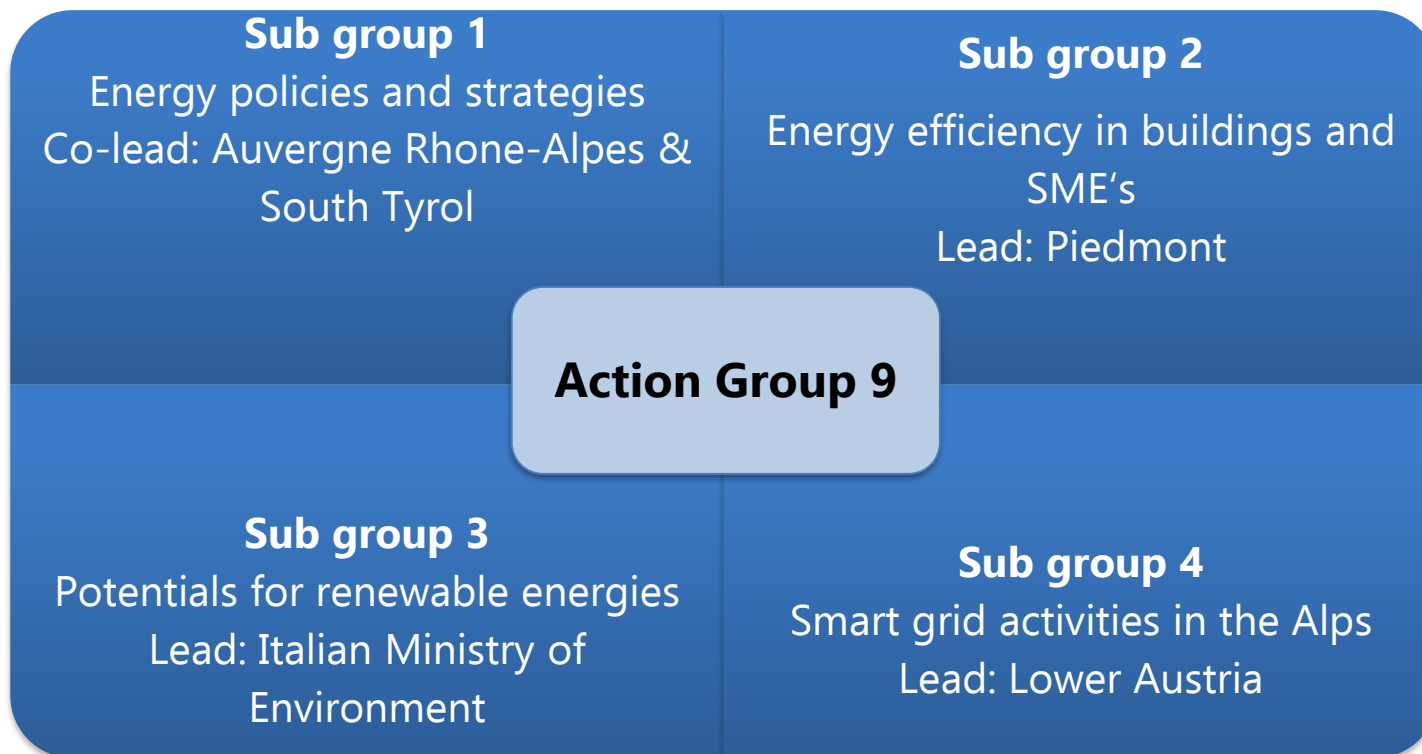 Sub group 1
Energy policies and strategies
Co-lead: Auvergne Rhone-Alpes &
South Tyrol
Sub group 2
Energy efficiency in buildings and
SME‘s
Lead: Piedmont
Action Group 9
Sub group 3
Potentials for renewable energies
Lead: Italian Ministry of
Environment
Sub group 4
Smart grid activities in the Alps
Lead: Lower Austria